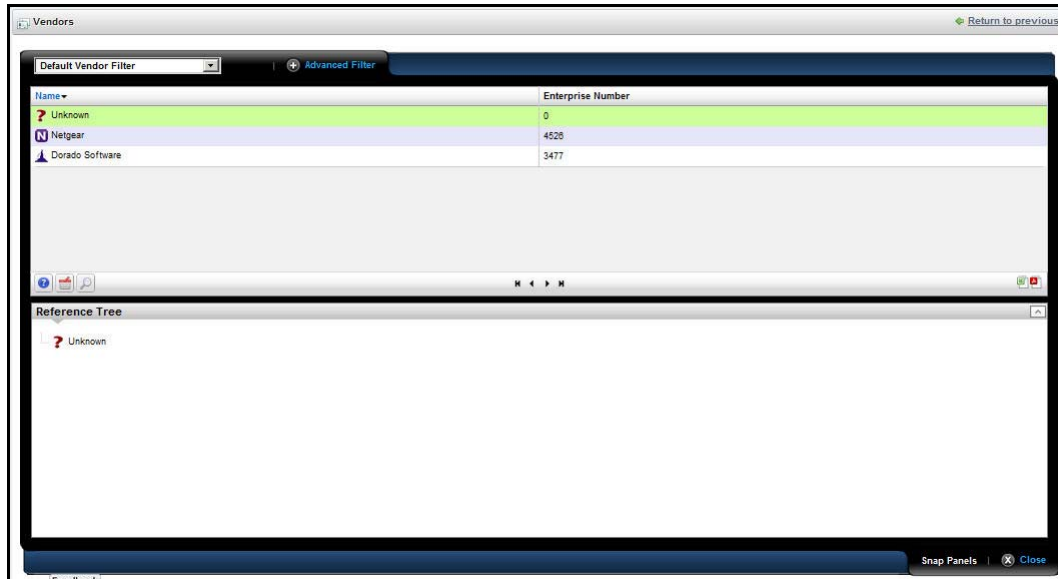 Vendors
Return to previous
Default Vendor Filter
Advanced Filter
Name
Enterprise Number
Unknown
0
Netgear
4526
Dorado Software
3477
Reference Tree
Unknown
Snap Panels | Close